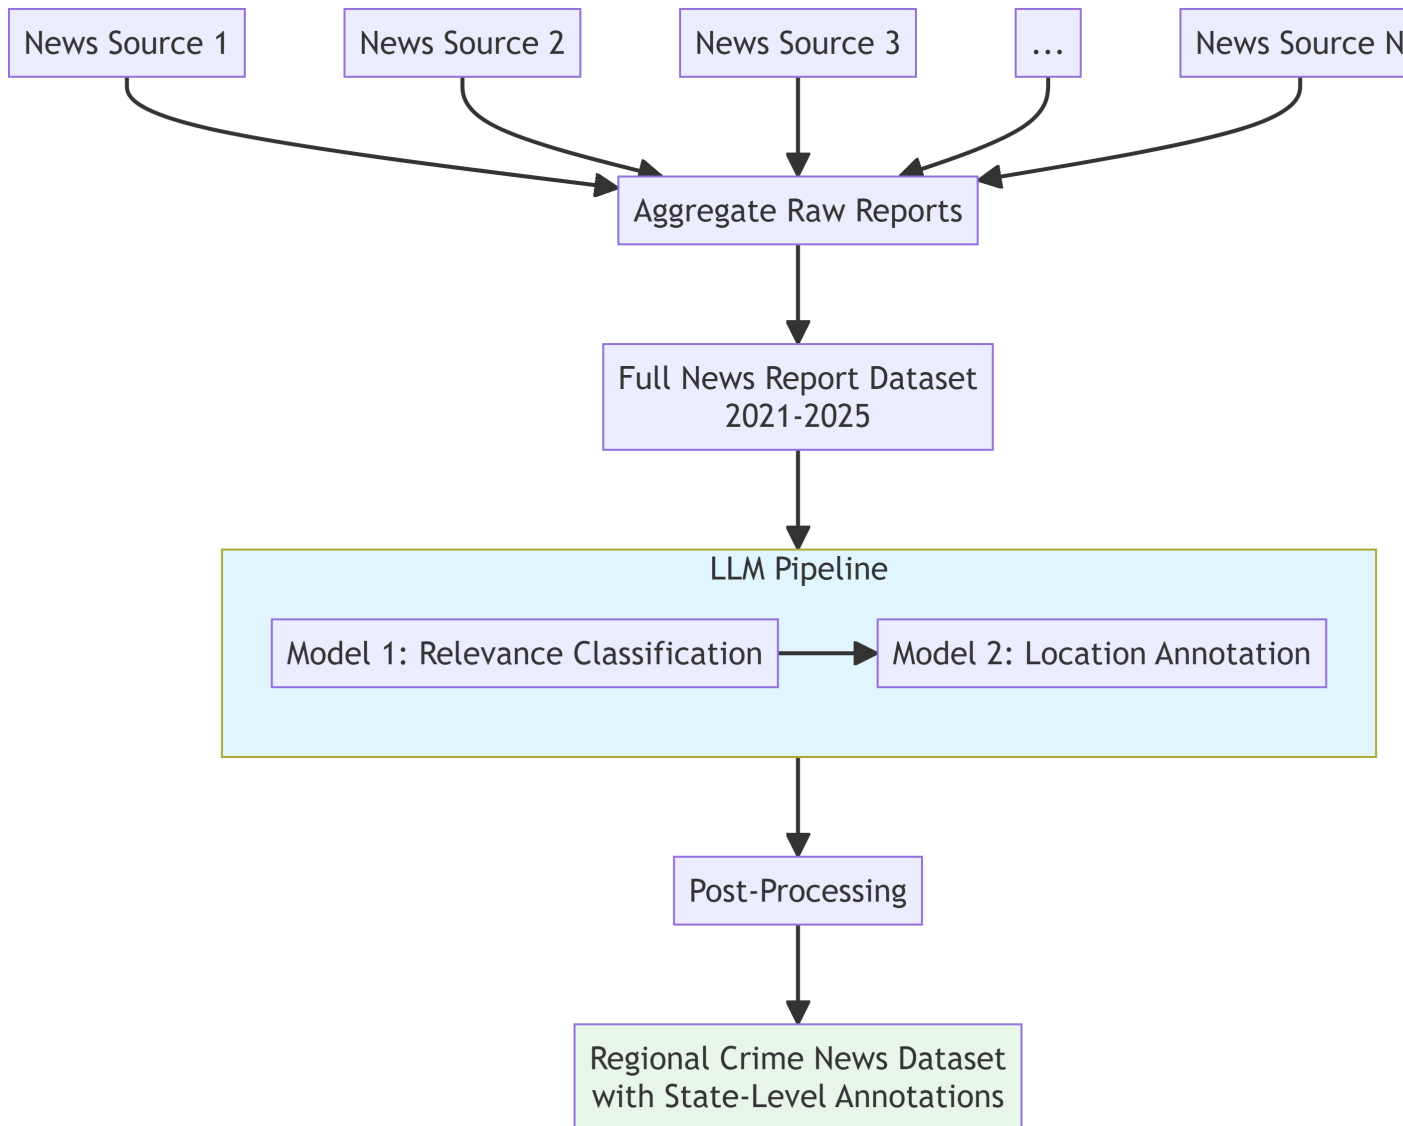 News Source 1
News Source 2
News Source 3
...
News Source N
Aggregate Raw Reports
Full News Report Dataset
2021-2025
LLM Pipeline
Model 1: Relevance Classification
Model 2: Location Annotation
Post-Processing
Regional Crime News Dataset
with State-Level Annotations